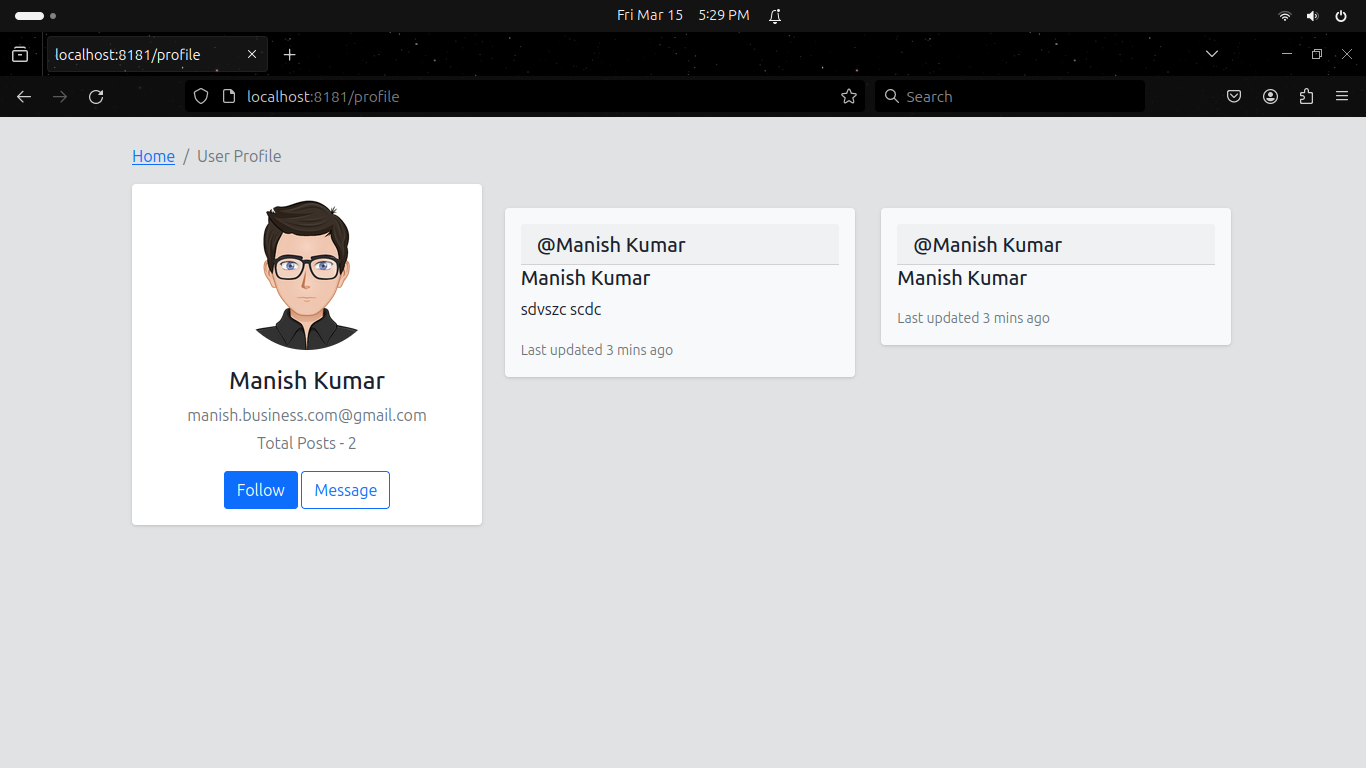 Fri Mar 15 5:29 PM
localhost:8181/profile
localhost:8181/profile
Search
Home / User Profile
Manish Kumar
manish.business.com@gmail.com
Total Posts - 2
Follow Message
@Manish Kumar
Manish Kumar
sdvszc scdc
Last updated 3 mins ago
@Manish Kumar
Manish Kumar
Last updated 3 mins ago